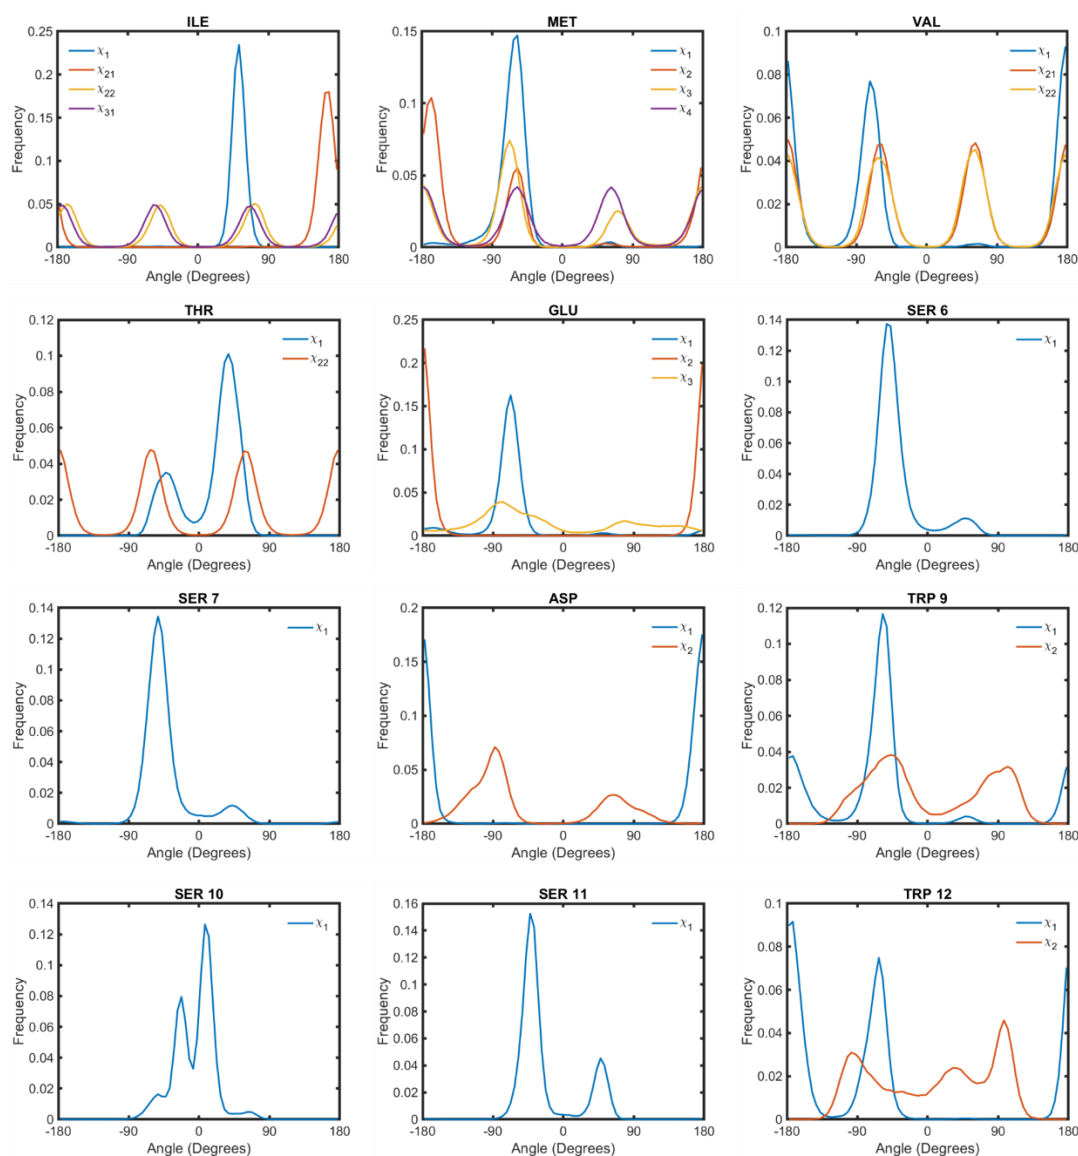 ILE
0.25
0.2
0.15
0.1
0.05
0
Frequency
χ1
χ21
χ22
χ31
-180 -90 0 90 180
Angle (Degrees)
MET
0.15
0.1
0.05
0
Frequency
χ1
χ2
χ3
χ4
-180 -90 0 90 180
Angle (Degrees)
VAL
0.1
0.08
0.06
0.04
0.02
0
Frequency
χ1
χ21
χ22
-180 -90 0 90 180
Angle (Degrees)
THR
0.12
0.1
0.08
0.06
0.04
0.02
0
Frequency
χ1
χ22
-180 -90 0 90 180
Angle (Degrees)
GLU
0.25
0.2
0.15
0.1
0.05
0
Frequency
χ1
χ2
χ3
-180 -90 0 90 180
Angle (Degrees)
SER 6
0.14
0.12
0.1
0.08
0.06
0.04
0.02
0
Frequency
χ1
-180 -90 0 90 180
Angle (Degrees)
SER 7
0.14
0.12
0.1
0.08
0.06
0.04
0.02
0
Frequency
χ1
-180 -90 0 90 180
Angle (Degrees)
ASP
0.2
0.15
0.1
0.05
0
Frequency
χ1
χ2
-180 -90 0 90 180
Angle (Degrees)
TRP 9
0.12
0.1
0.08
0.06
0.04
0.02
0
Frequency
χ1
χ2
-180 -90 0 90 180
Angle (Degrees)
SER 10
0.14
0.12
0.1
0.08
0.06
0.04
0.02
0
Frequency
χ1
-180 -90 0 90 180
Angle (Degrees)
SER 11
0.16
0.14
0.12
0.1
0.08
0.06
0.04
0.02
0
Frequency
χ1
-180 -90 0 90 180
Angle (Degrees)
TRP 12
0.1
0.08
0.06
0.04
0.02
0
Frequency
χ1
χ2
-180 -90 0 90 180
Angle (Degrees)